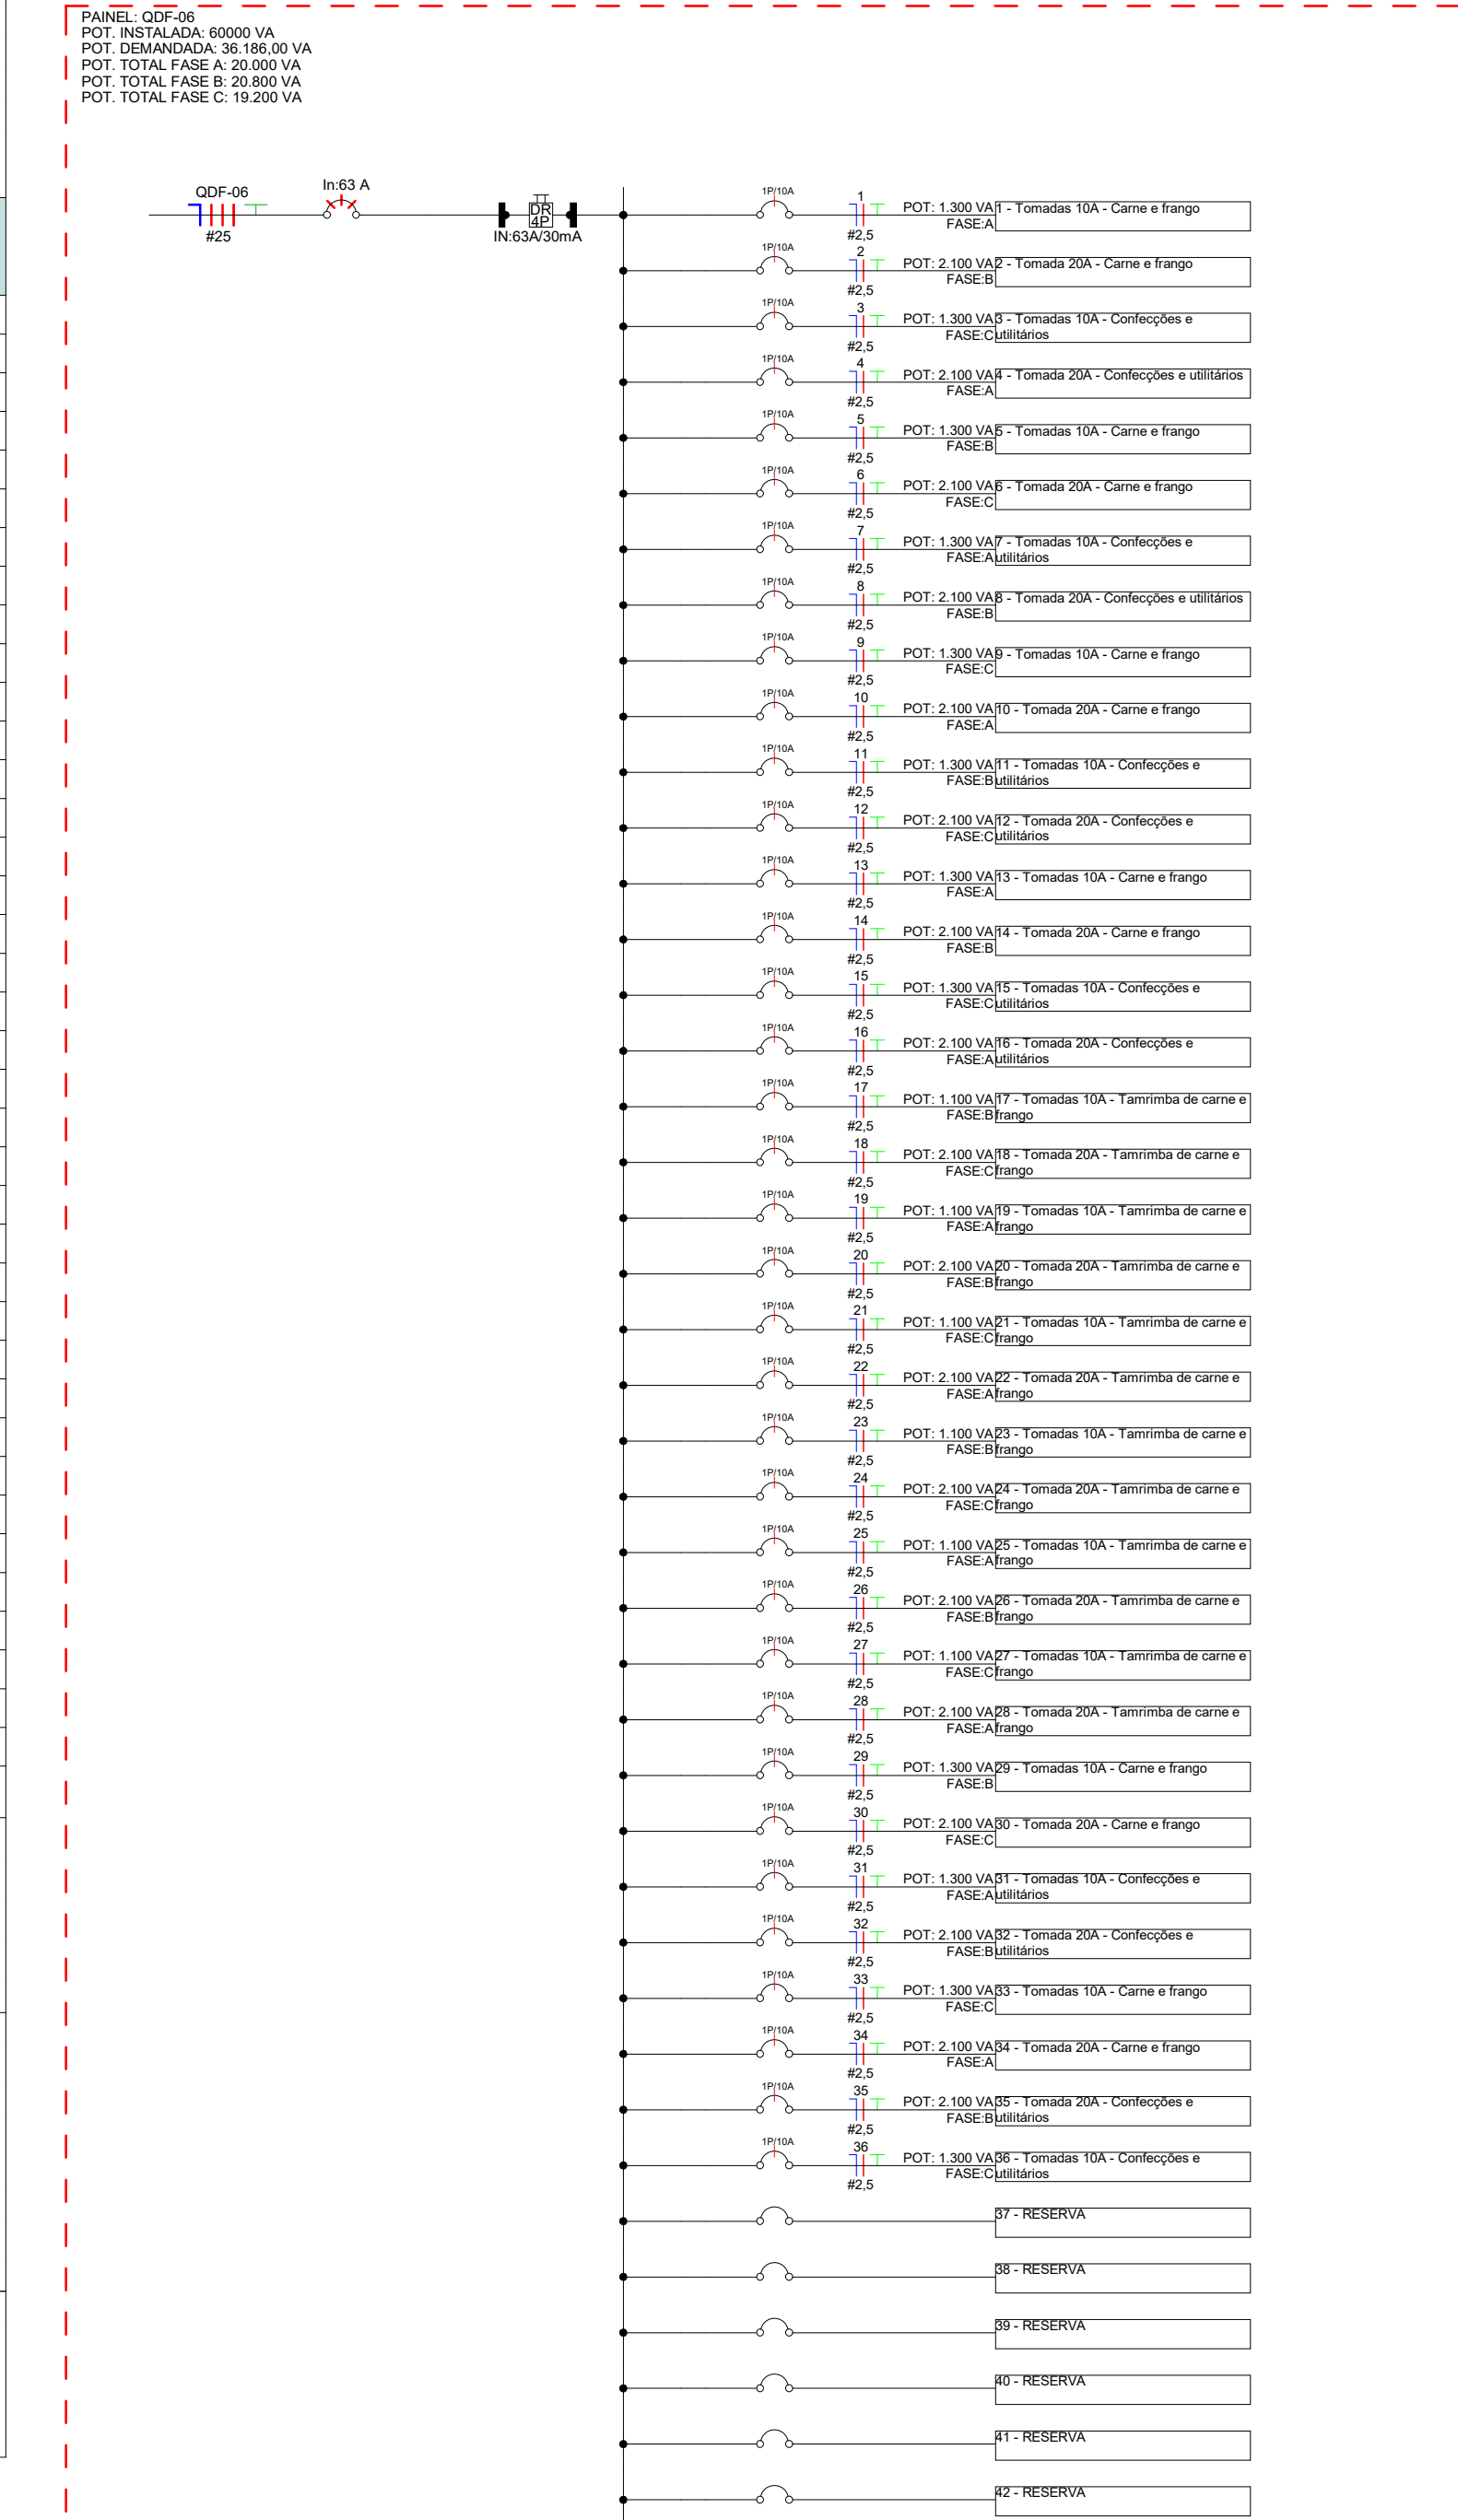 PAINEL: QDF-06
POT. INSTALADA: 60000 VA
POT. DEMANDADA: 36.186,00 VA
POT. TOTAL FASE A: 20.000 VA
POT. TOTAL FASE B: 20.800 VA
POT. TOTAL FASE C: 19.200 VA
QDF-06
#25
In:63 A
DR
4P
IN:63A/30mA
1P/10A
1
#2,5
POT: 1.300 VA
FASE:A
1 - Tomadas 10A - Carne e frango
1P/10A
2
#2,5
POT: 2.100 VA
FASE:B
2 - Tomada 20A - Carne e frango
1P/10A
3
#2,5
POT: 1.300 VA
FASE:C
3 - Tomadas 10A - Confecções e
utilitários
1P/10A
4
#2,5
POT: 2.100 VA
FASE:A
4 - Tomada 20A - Confecções e utilitários
1P/10A
5
#2,5
POT: 1.300 VA
FASE:B
5 - Tomadas 10A - Carne e frango
1P/10A
6
#2,5
POT: 2.100 VA
FASE:C
6 - Tomada 20A - Carne e frango
1P/10A
7
#2,5
POT: 1.300 VA
FASE:A
7 - Tomadas 10A - Confecções e
utilitários
1P/10A
8
#2,5
POT: 2.100 VA
FASE:B
8 - Tomada 20A - Confecções e utilitários
1P/10A
9
#2,5
POT: 1.300 VA
FASE:C
9 - Tomadas 10A - Carne e frango
1P/10A
10
#2,5
POT: 2.100 VA
FASE:A
10 - Tomada 20A - Carne e frango
1P/10A
11
#2,5
POT: 1.300 VA
FASE:B
11 - Tomadas 10A - Confecções e
utilitários
1P/10A
12
#2,5
POT: 2.100 VA
FASE:C
12 - Tomada 20A - Confecções e
utilitários
1P/10A
13
#2,5
POT: 1.300 VA
FASE:A
13 - Tomadas 10A - Carne e frango
1P/10A
14
#2,5
POT: 2.100 VA
FASE:B
14 - Tomada 20A - Carne e frango
1P/10A
15
#2,5
POT: 1.300 VA
FASE:C
15 - Tomadas 10A - Confecções e
utilitários
1P/10A
16
#2,5
POT: 2.100 VA
FASE:A
16 - Tomada 20A - Confecções e
utilitários
1P/10A
17
#2,5
POT: 1.100 VA
FASE:B
17 - Tomadas 10A - Tamrimba de carne e
frango
1P/10A
18
#2,5
POT: 2.100 VA
FASE:C
18 - Tomada 20A - Tamrimba de carne e
frango
1P/10A
19
#2,5
POT: 1.100 VA
FASE:A
19 - Tomadas 10A - Tamrimba de carne e
frango
1P/10A
20
#2,5
POT: 2.100 VA
FASE:B
20 - Tomada 20A - Tamrimba de carne e
frango
1P/10A
21
#2,5
POT: 1.100 VA
FASE:C
21 - Tomadas 10A - Tamrimba de carne e
frango
1P/10A
22
#2,5
POT: 2.100 VA
FASE:A
22 - Tomada 20A - Tamrimba de carne e
frango
1P/10A
23
#2,5
POT: 1.100 VA
FASE:B
23 - Tomadas 10A - Tamrimba de carne e
frango
1P/10A
24
#2,5
POT: 2.100 VA
FASE:C
24 - Tomada 20A - Tamrimba de carne e
frango
1P/10A
25
#2,5
POT: 1.100 VA
FASE:A
25 - Tomadas 10A - Tamrimba de carne e
frango
1P/10A
26
#2,5
POT: 2.100 VA
FASE:B
26 - Tomada 20A - Tamrimba de carne e
frango
1P/10A
27
#2,5
POT: 1.100 VA
FASE:C
27 - Tomadas 10A - Tamrimba de carne e
frango
1P/10A
28
#2,5
POT: 2.100 VA
FASE:A
28 - Tomada 20A - Tamrimba de carne e
frango
1P/10A
29
#2,5
POT: 1.300 VA
FASE:B
29 - Tomadas 10A - Carne e frango
1P/10A
30
#2,5
POT: 2.100 VA
FASE:C
30 - Tomada 20A - Carne e frango
1P/10A
31
#2,5
POT: 1.300 VA
FASE:A
31 - Tomadas 10A - Confecções e
utilitários
1P/10A
32
#2,5
POT: 2.100 VA
FASE:B
32 - Tomada 20A - Confecções e
utilitários
1P/10A
33
#2,5
POT: 1.300 VA
FASE:C
33 - Tomadas 10A - Carne e frango
1P/10A
34
#2,5
POT: 2.100 VA
FASE:A
34 - Tomada 20A - Carne e frango
1P/10A
35
#2,5
POT: 2.100 VA
FASE:B
35 - Tomada 20A - Confecções e
utilitários
1P/10A
36
#2,5
POT: 1.300 VA
FASE:C
36 - Tomadas 10A - Confecções e
utilitários
37 - RESERVA
38 - RESERVA
39 - RESERVA
40 - RESERVA
41 - RESERVA
42 - RESERVA